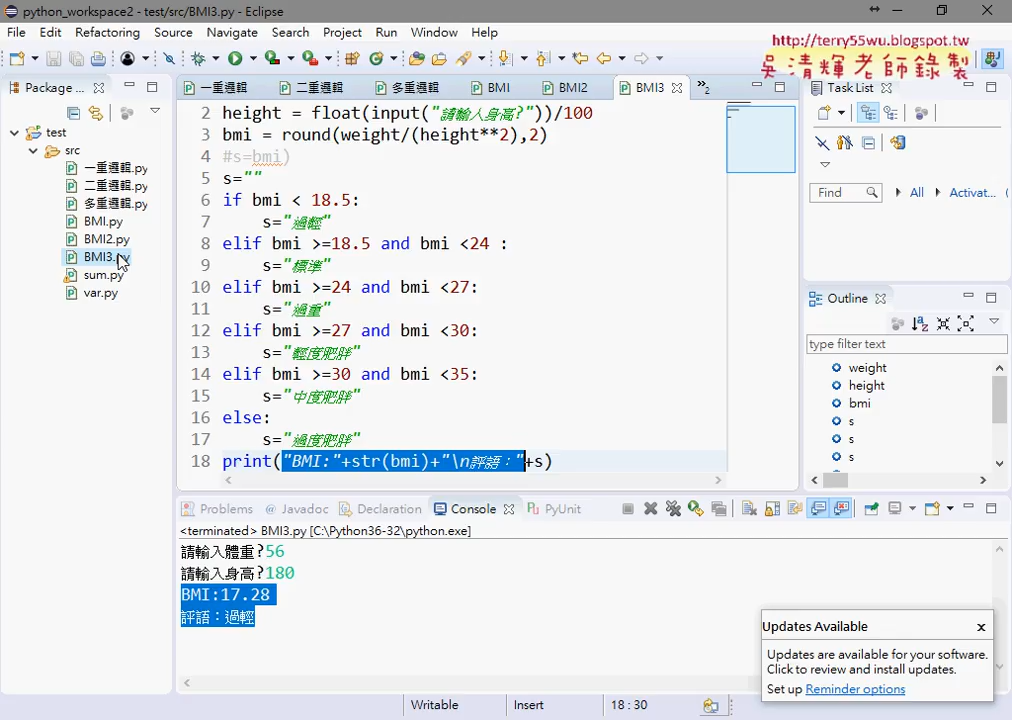 python_workspace2 - test/src/BMI3.py - Eclipse
File Edit Refactoring Source Navigate Search Project Run Window Help
http://terry55wu.blogspot.tw
吳清輝老師錄製
Package ...
test
src
一重邏輯.py
二重邏輯.py
多重邏輯.py
BMI.py
BMI2.py
BMI3.py
sum.py
var.py
一重邏輯 二重邏輯 多重邏輯 BMI BMI2 BMI3 »2
2 height = float(input("請輸人身高?"))/100
3 bmi = round(weight/(height**2),2)
4 #s=bmi)
5 s=""
6 if bmi < 18.5:
7 s="過輕"
8 elif bmi >=18.5 and bmi <24 :
9 s="標準"
10 elif bmi >=24 and bmi <27:
11 s="過重"
12 elif bmi >=27 and bmi <30:
13 s="輕度肥胖"
14 elif bmi >=30 and bmi <35:
15 s="中度肥胖"
16 else:
17 s="過度肥胖"
18 print("BMI:"+str(bmi)+"\n評語："+s)
Task List
Find All Activat...
Outline
type filter text
weight
height
bmi
s
s
s
Problems Javadoc Declaration Console PyUnit
<terminated> BMI3.py [C:\Python36-32\python.exe]
請輸入體重?56
請輸入身高?180
BMI:17.28
評語：過輕
Updates Available
Updates are available for your software.
Click to review and install updates.
Set up Reminder options
Writable Insert 18 : 30